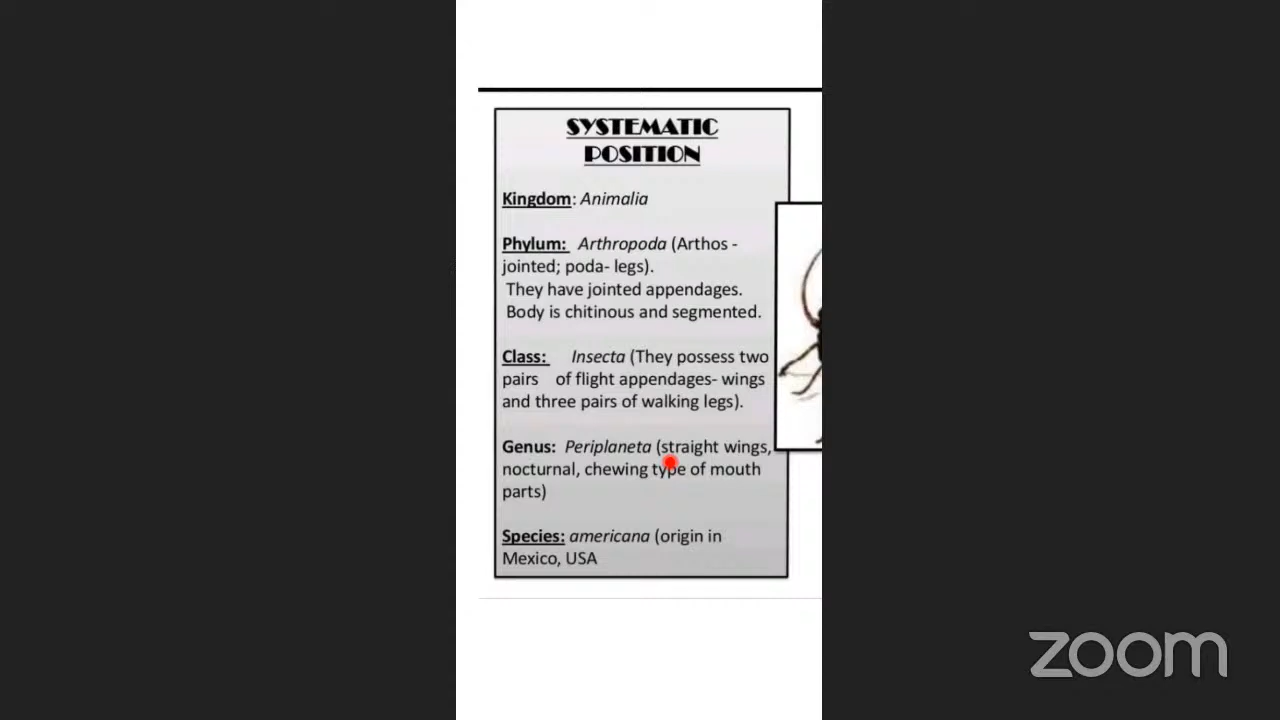 SYSTEMATIC
POSITION
Kingdom: Animalia
Phylum: Arthropoda (Arthos -
jointed; poda- legs).
They have jointed appendages.
Body is chitinous and segmented.
Class: Insecta (They possess two
pairs of flight appendages- wings
and three pairs of walking legs).
Genus: Periplaneta (straight wings,
nocturnal, chewing type of mouth
parts)
Species: americana (origin in
Mexico, USA
zoom